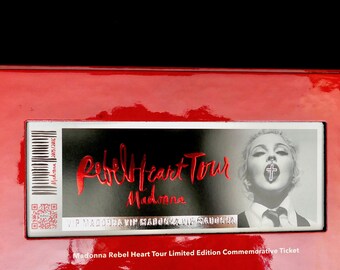 Rebel Heart Tour
Madonna
VIP MADONNA VIP MADONNA VIP MADONNA
Madonna Rebel Heart Tour Limited Edition Commemorative Ticket